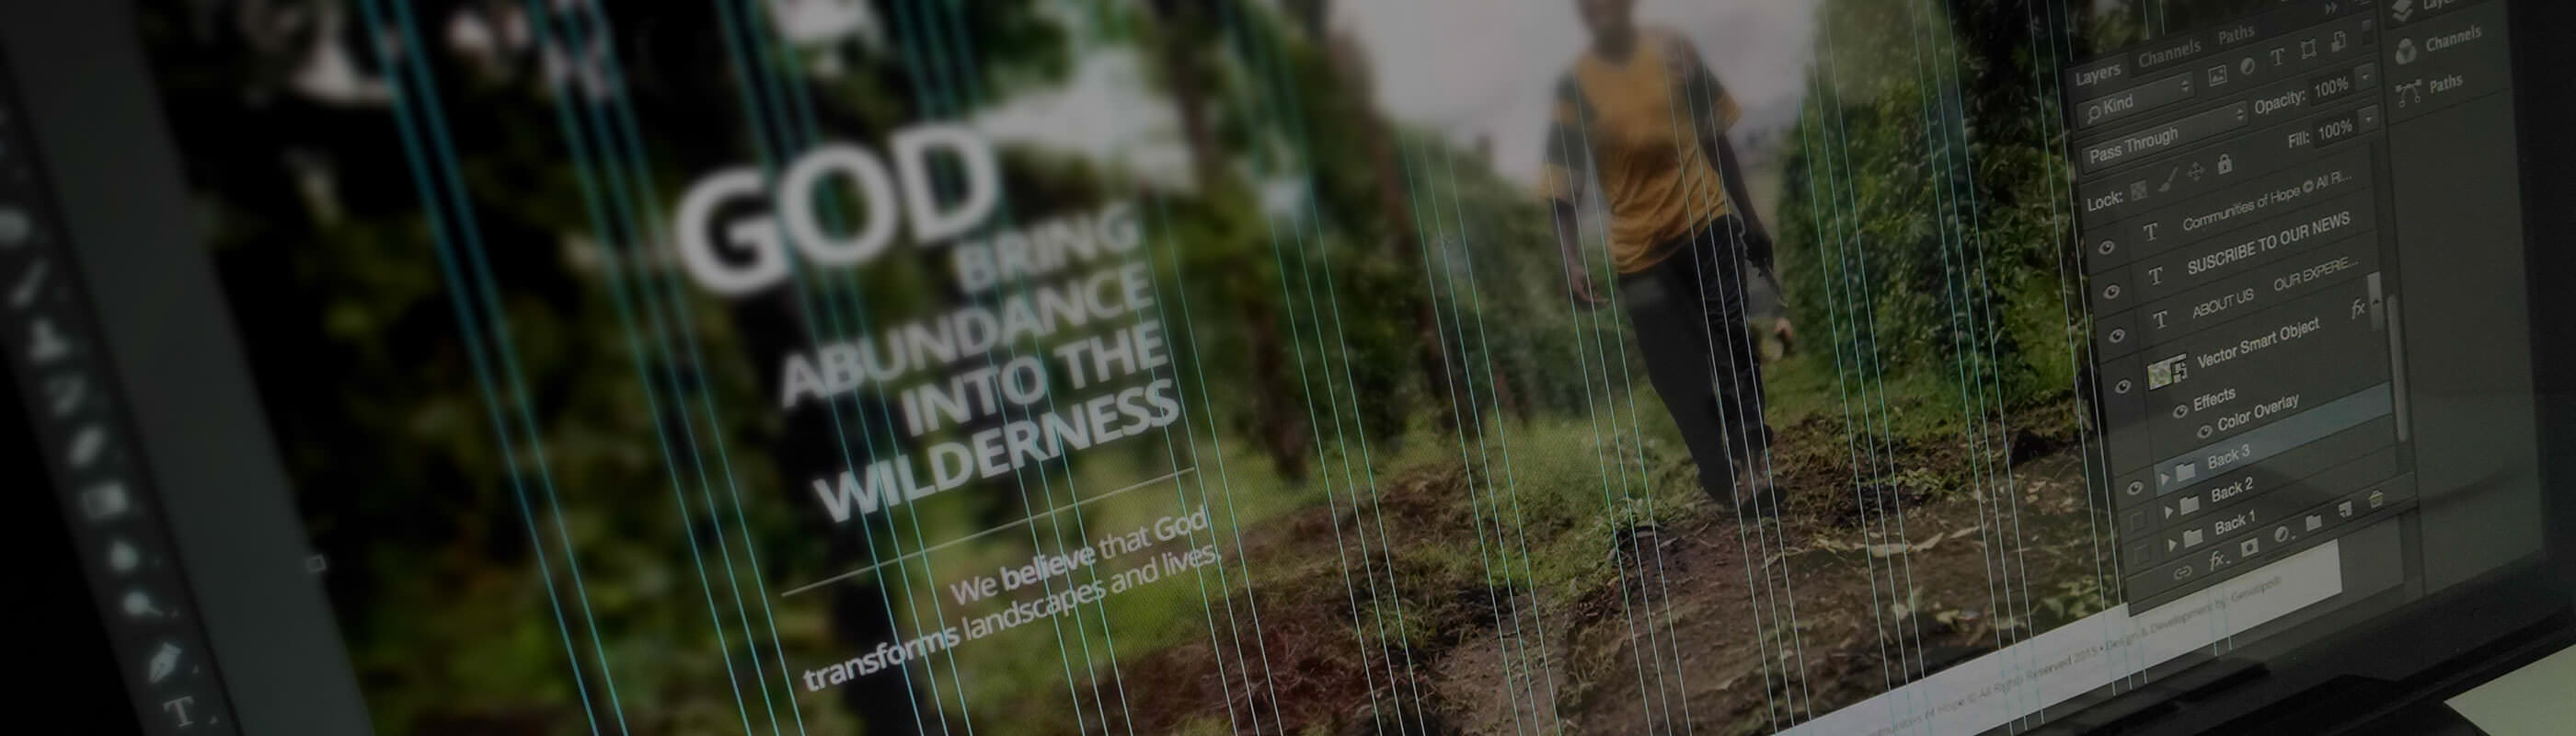 GOD
BRING
ABUNDANCE
INTO THE
WILDERNESS
We believe that God
transforms landscapes and lives.
Layers Channels Paths
Kind
Pass Through
Opacity: 100%
Lock:
Fill: 100%
Communities of Hope © All Ri...
SUSCRIBE TO OUR NEWS
ABOUT US OUR EXPERIE...
Vector Smart Object
fx
Effects
Color Overlay
Back 3
Back 2
Back 1
fx
Channels
Paths
T
of Hope © All Rights Reserved 2015 • Design & Development by: